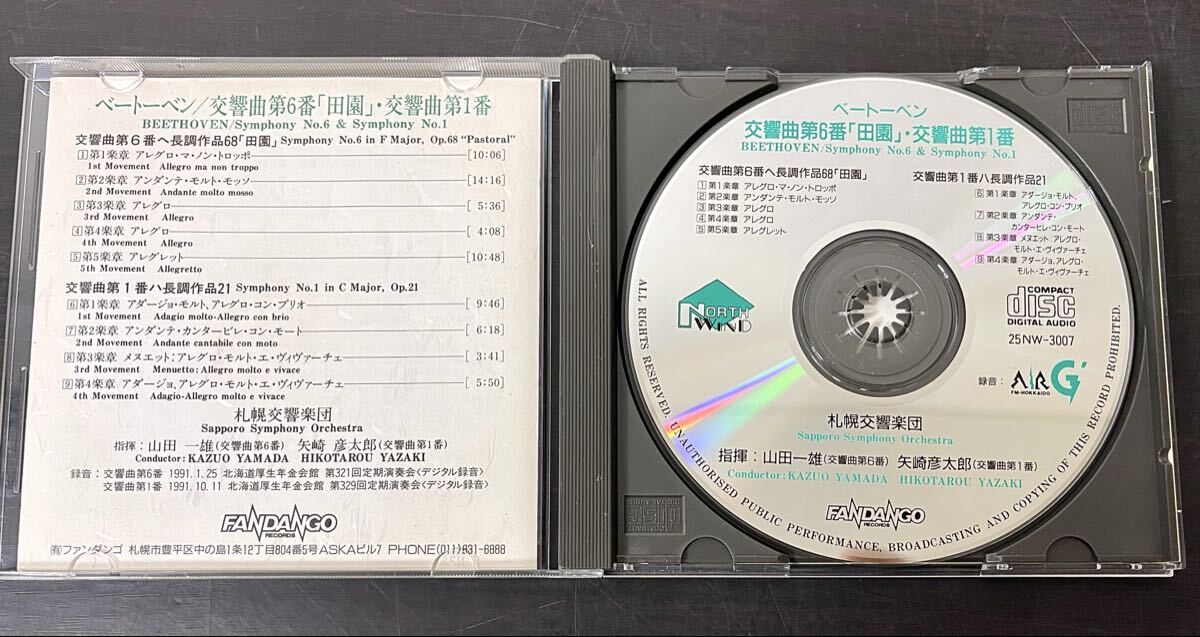 ベートーベン/交響曲第6番「田園」・交響曲第1番
BEETHOVEN/Symphony No.6 & Symphony No.1
交響曲第6番ヘ長調作品68「田園」 Symphony No.6 in F Major, Op.68 "Pastoral"
1 第1楽章 アレグロ・マ・ノン・トロッポ [10:06]
1st Movement Allegro ma non troppo
2 第2楽章 アンダンテ・モルト・モッソ [14:16]
2nd Movement Andante molto mosso
3 第3楽章 アレグロ [5:36]
3rd Movement Allegro
4 第4楽章 アレグロ [4:08]
4th Movement Allegro
5 第5楽章 アレグレット [10:48]
5th Movement Allegretto
交響曲第1番ハ長調作品21 Symphony No.1 in C Major, Op.21
6 第1楽章 アダージョ・モルト、アレグロ・コン・ブリオ [9:46]
1st Movement Adagio molto-Allegro con brio
7 第2楽章 アンダンテ・カンタービレ・コン・モート [6:18]
2nd Movement Andante cantabile con moto
8 第3楽章 メヌエット:アレグロ・モルト・エ・ヴィヴァーチェ [3:41]
3rd Movement Menuetto:Allegro molto e vivace
9 第4楽章 アダージョ、アレグロ・モルト・エ・ヴィヴァーチェ [5:50]
4th Movement Adagio-Allegro molto e vivace
札幌交響楽団
Sapporo Symphony Orchestra
指揮:山田 一雄(交響曲第6番) 矢崎 彦太郎(交響曲第1番)
Conductor:KAZUO YAMADA HIKOTAROU YAZAKI
録音:交響曲第6番 1991.1.25 北海道厚生年金会館 第321回定期演奏会<デジタル録音>
交響曲第1番 1991.10.11 北海道厚生年金会館 第329回定期演奏会<デジタル録音>
FANDANGO
RECORDS
(有)ファンダンゴ 札幌市豊平区中の島1条12丁目804番5号ASKAビル7 PHONE(011)831-6888
ベートーベン
交響曲第6番「田園」・交響曲第1番
BEETHOVEN/Symphony No.6 & Symphony No.1
交響曲第6番ヘ長調作品68「田園」
1 第1楽章 アレグロ・マ・ノン・トロッポ
2 第2楽章 アンダンテ・モルト・モッソ
3 第3楽章 アレグロ
4 第4楽章 アレグロ
5 第5楽章 アレグレット
交響曲第1番ハ長調作品21
6 第1楽章 アダージョ・モルト、
アレグロ・コン・ブリオ
7 第2楽章 アンダンテ・
カンタービレ・コン・モート
8 第3楽章 メヌエット:アレグロ・
モルト・エ・ヴィヴァーチェ
9 第4楽章 アダージョ、アレグロ・
モルト・エ・ヴィヴァーチェ
NORTH
WIND
COMPACT
disc
DIGITAL AUDIO
25NW-3007
録音: AIR G'
FM-HOKKAIDO
札幌交響楽団
Sapporo Symphony Orchestra
指揮:山田一雄(交響曲第6番) 矢崎彦太郎(交響曲第1番)
Conductor:KAZUO YAMADA HIKOTAROU YAZAKI
FANDANGO
RECORDS
ALL RIGHTS RESERVED. UNAUTHORISED PUBLIC PERFORMANCE, BROADCASTING AND COPYING OF THIS RECORD PROHIBITED.